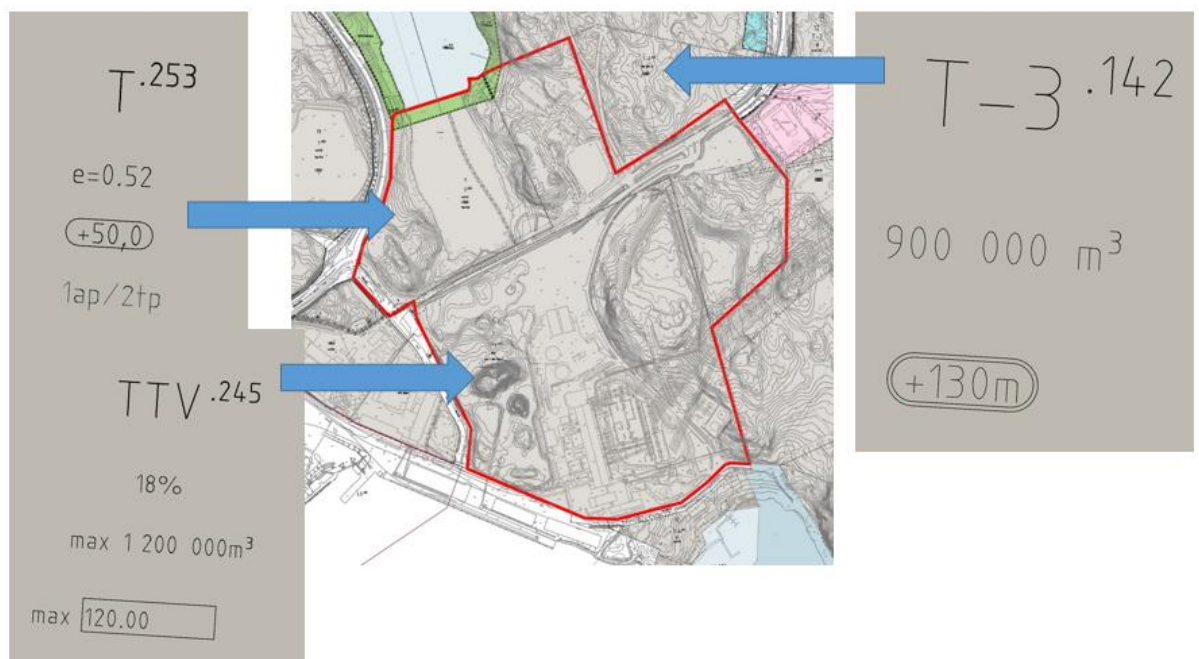 T.253
e=0.52
+50,0
1ap/2tp
TTV.245
18%
max 1 200 000m³
max 120.00
T-3.142
900 000 m³
+130m